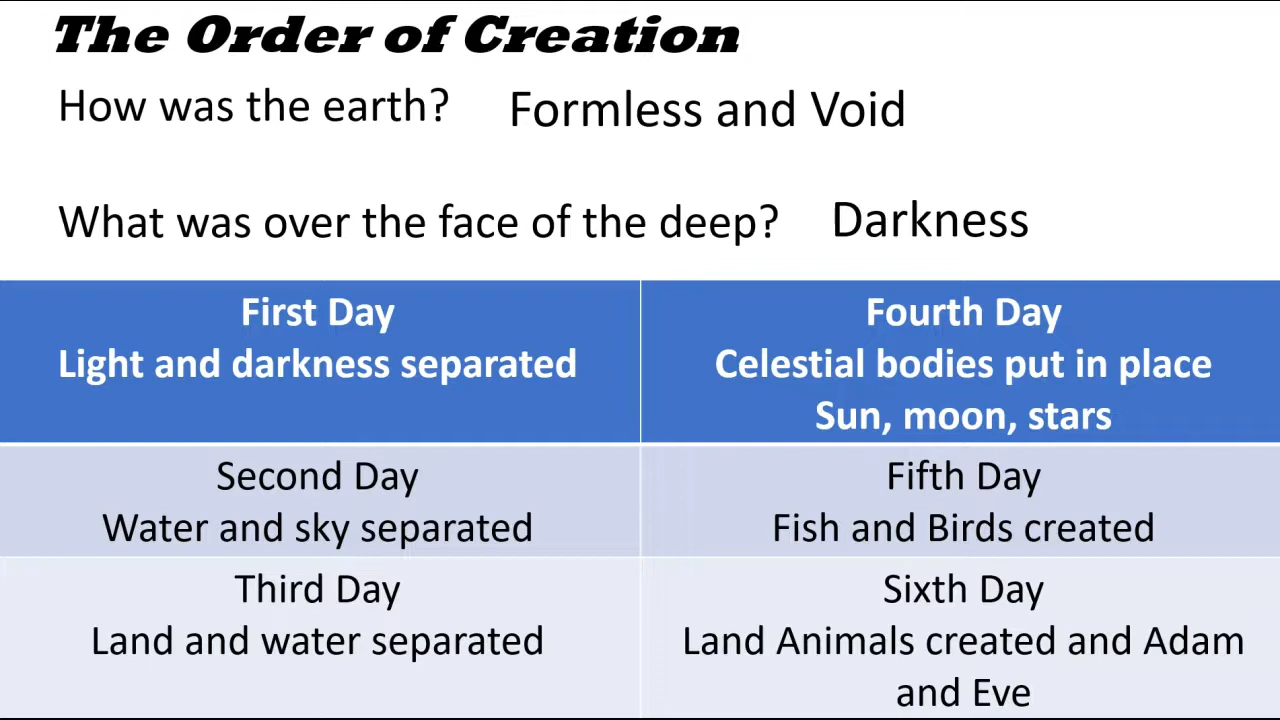 The Order of Creation
How was the earth? Formless and Void
What was over the face of the deep? Darkness
First Day
Light and darkness separated
Fourth Day
Celestial bodies put in place
Sun, moon, stars
Second Day
Water and sky separated
Fifth Day
Fish and Birds created
Third Day
Land and water separated
Sixth Day
Land Animals created and Adam
and Eve